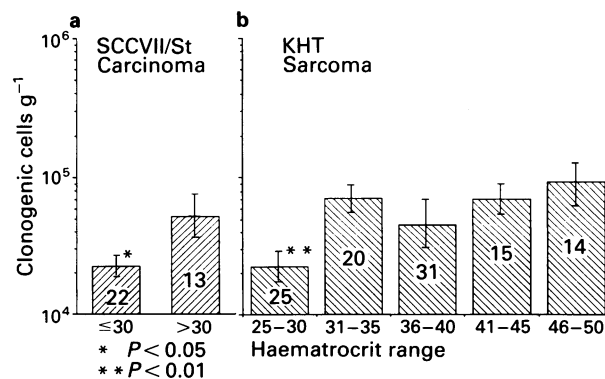 a
b
SCCVII/St
Carcinoma
KHT
Sarcoma
Clonogenic cells g⁻¹
10⁶
10⁵
10⁴
22 *
13
25 * *
20
31
15
14
≤30 >30
25–30 31–35 36–40 41–45 46–50
Haematrocrit range
* P < 0.05
* * P < 0.01